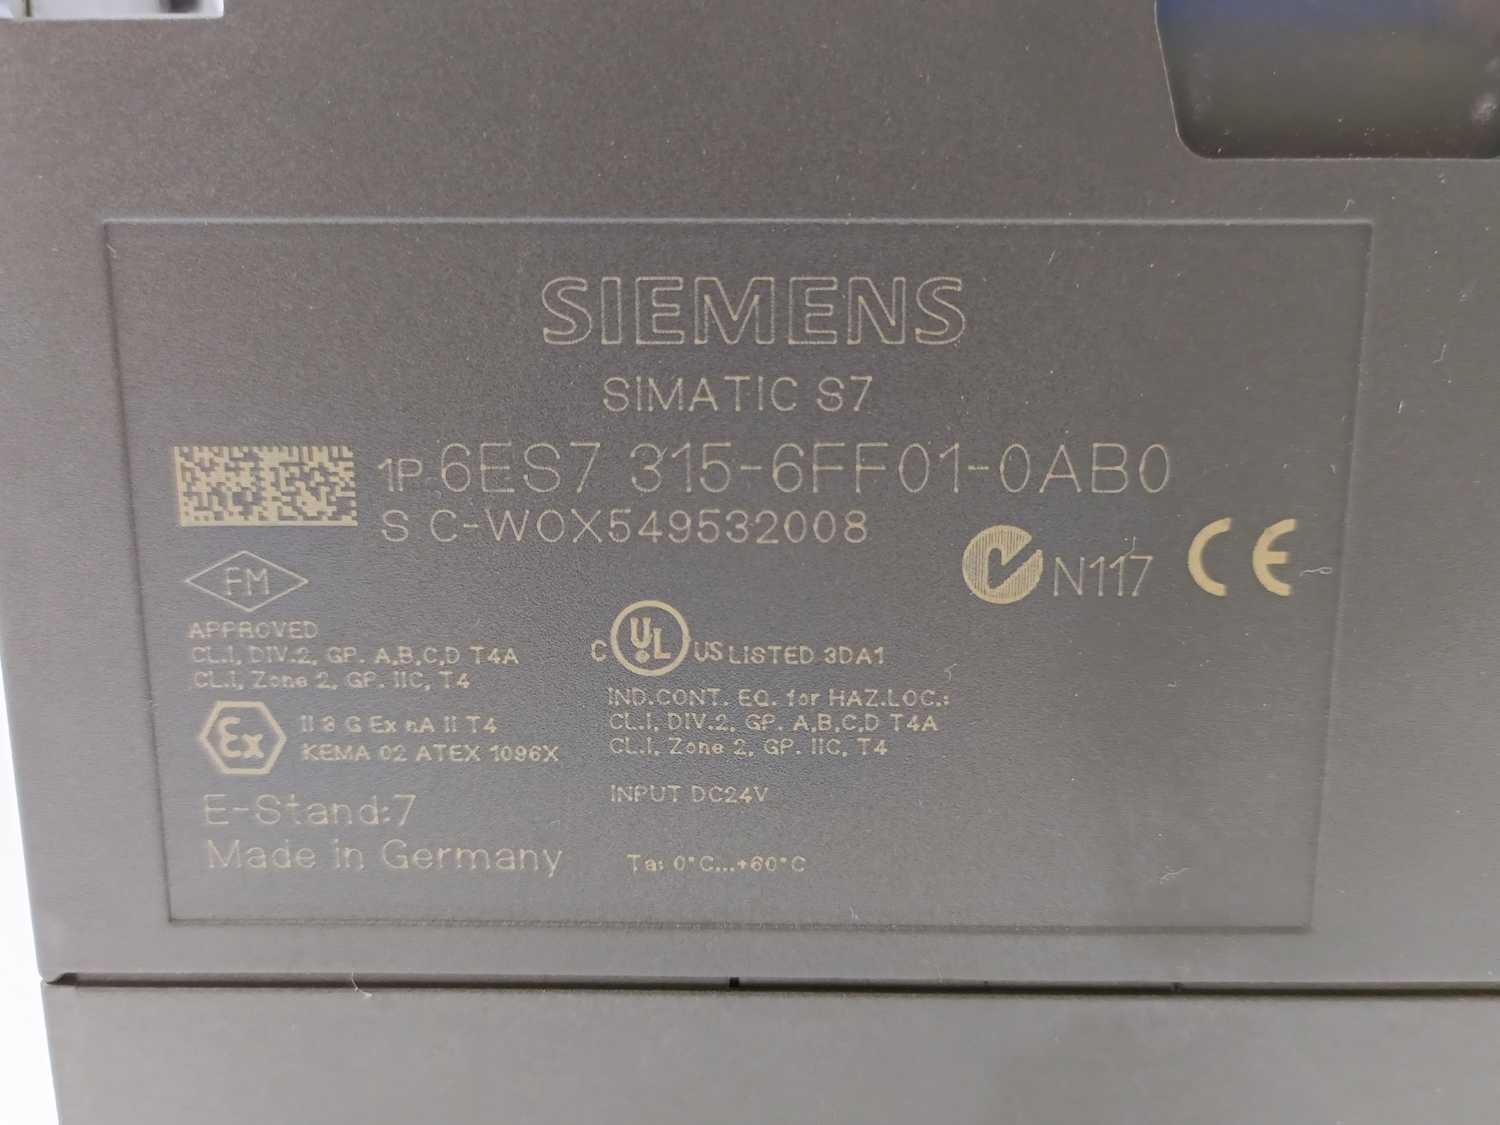 SIEMENS
SIMATIC S7
1P 6ES7 315-6FF01-0AB0
S C-W0X549532008
N117 CE
FM
APPROVED
CL.I, DIV.2, GP. A,B,C,D T4A
CL.I, Zone 2, GP. IIC, T4
Ex II 3 G Ex nA II T4
KEMA 02 ATEX 1096X
E-Stand:7
Made in Germany
C UL US LISTED 3DA1
IND.CONT. EQ. for HAZ.LOC.:
CL.I, DIV.2, GP. A,B,C,D T4A
CL.I, Zone 2, GP. IIC, T4
INPUT DC24V
Ta: 0°C...+60°C